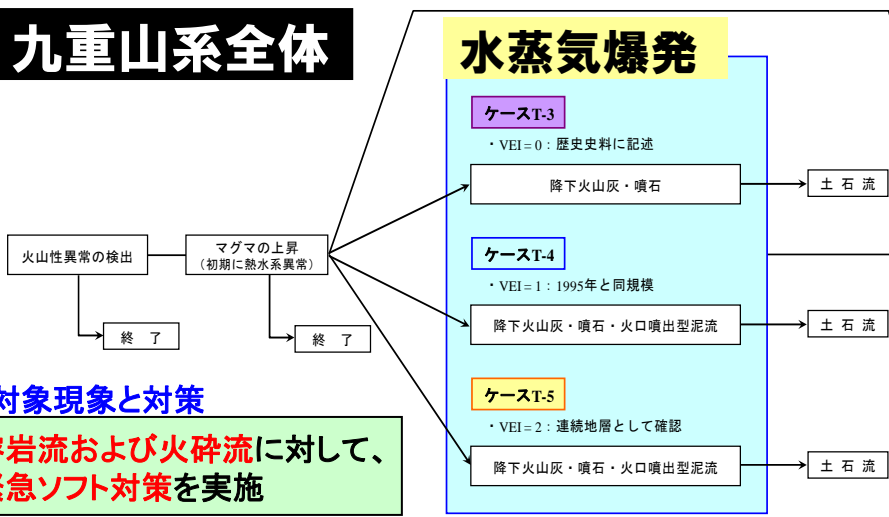 九重山系全体
水蒸気爆発
ケースT-3
・VEI=0：歴史史料に記述
降下火山灰・噴石
土 石 流
火山性異常の検出
マグマの上昇
（初期に熱水系異常）
ケースT-4
・VEI=1：1995年と同規模
降下火山灰・噴石・火口噴出型泥流
土 石 流
終 了
終 了
対象現象と対策
岩流および火砕流に対して、
急ソフト対策を実施
ケースT-5
・VEI=2：連続地層として確認
降下火山灰・噴石・火口噴出型泥流
土 石 流